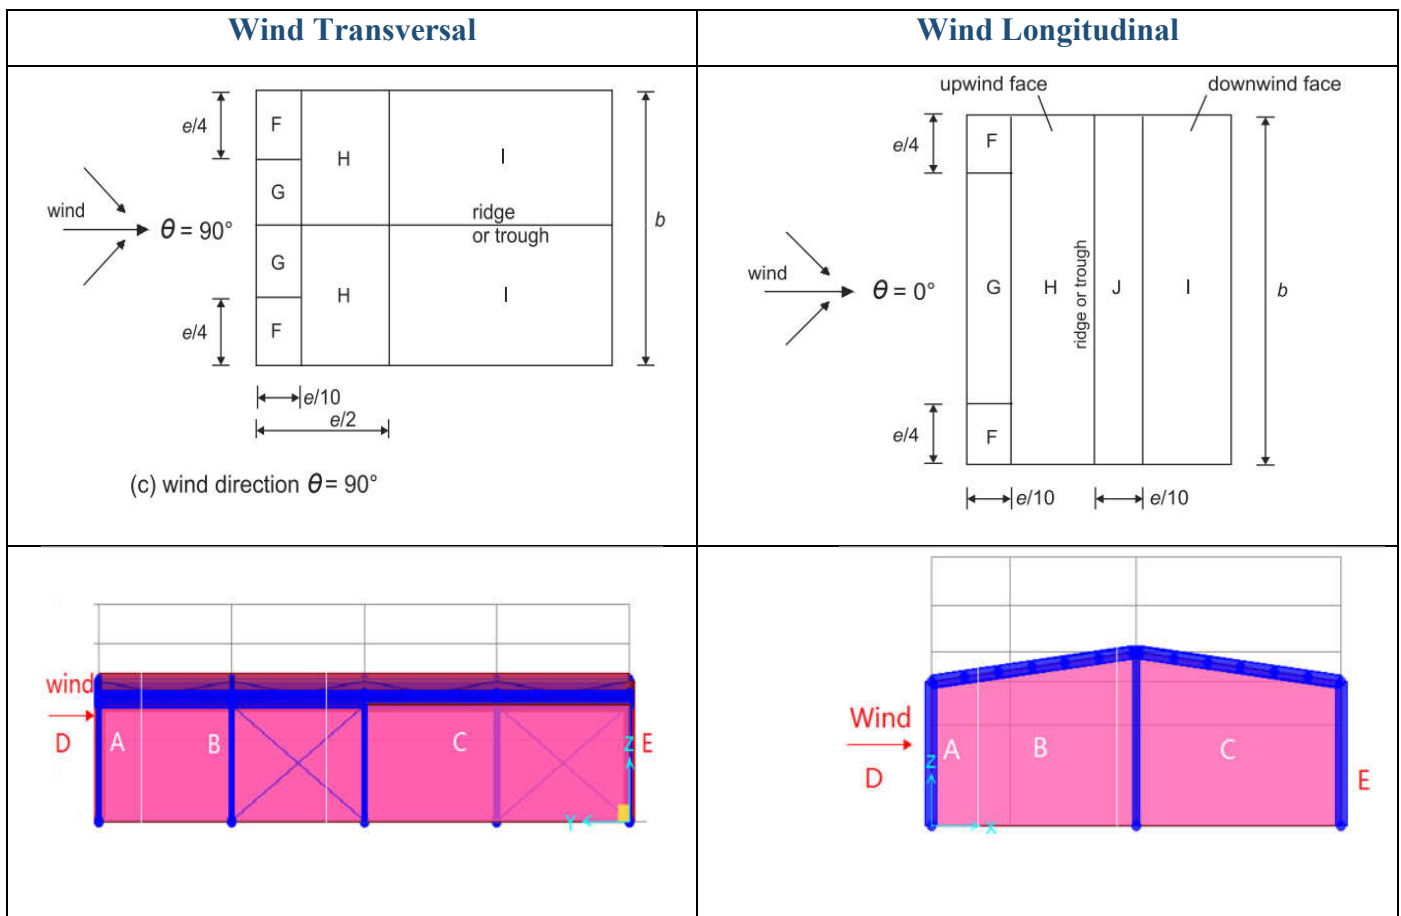 Wind Transversal
Wind Longitudinal
e/4
F
H
I
G
wind
θ = 90°
ridge
or trough
b
G
H
I
e/4
F
e/10
e/2
(c) wind direction θ = 90°
upwind face
downwind face
e/4
F
wind
θ = 0°
G
H
ridge or trough
J
I
b
e/4
F
e/10
e/10
wind
D
A
B
C
Z
E
Y
Wind
D
A
B
C
Z
E
X